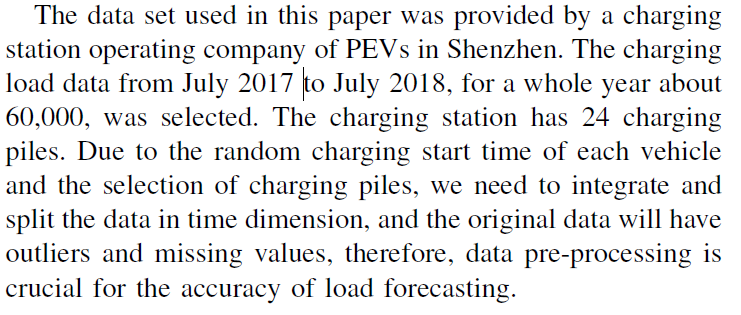 The data set used in this paper was provided by a charging
station operating company of PEVs in Shenzhen. The charging
load data from July 2017 to July 2018, for a whole year about
60,000, was selected. The charging station has 24 charging
piles. Due to the random charging start time of each vehicle
and the selection of charging piles, we need to integrate and
split the data in time dimension, and the original data will have
outliers and missing values, therefore, data pre-processing is
crucial for the accuracy of load forecasting.